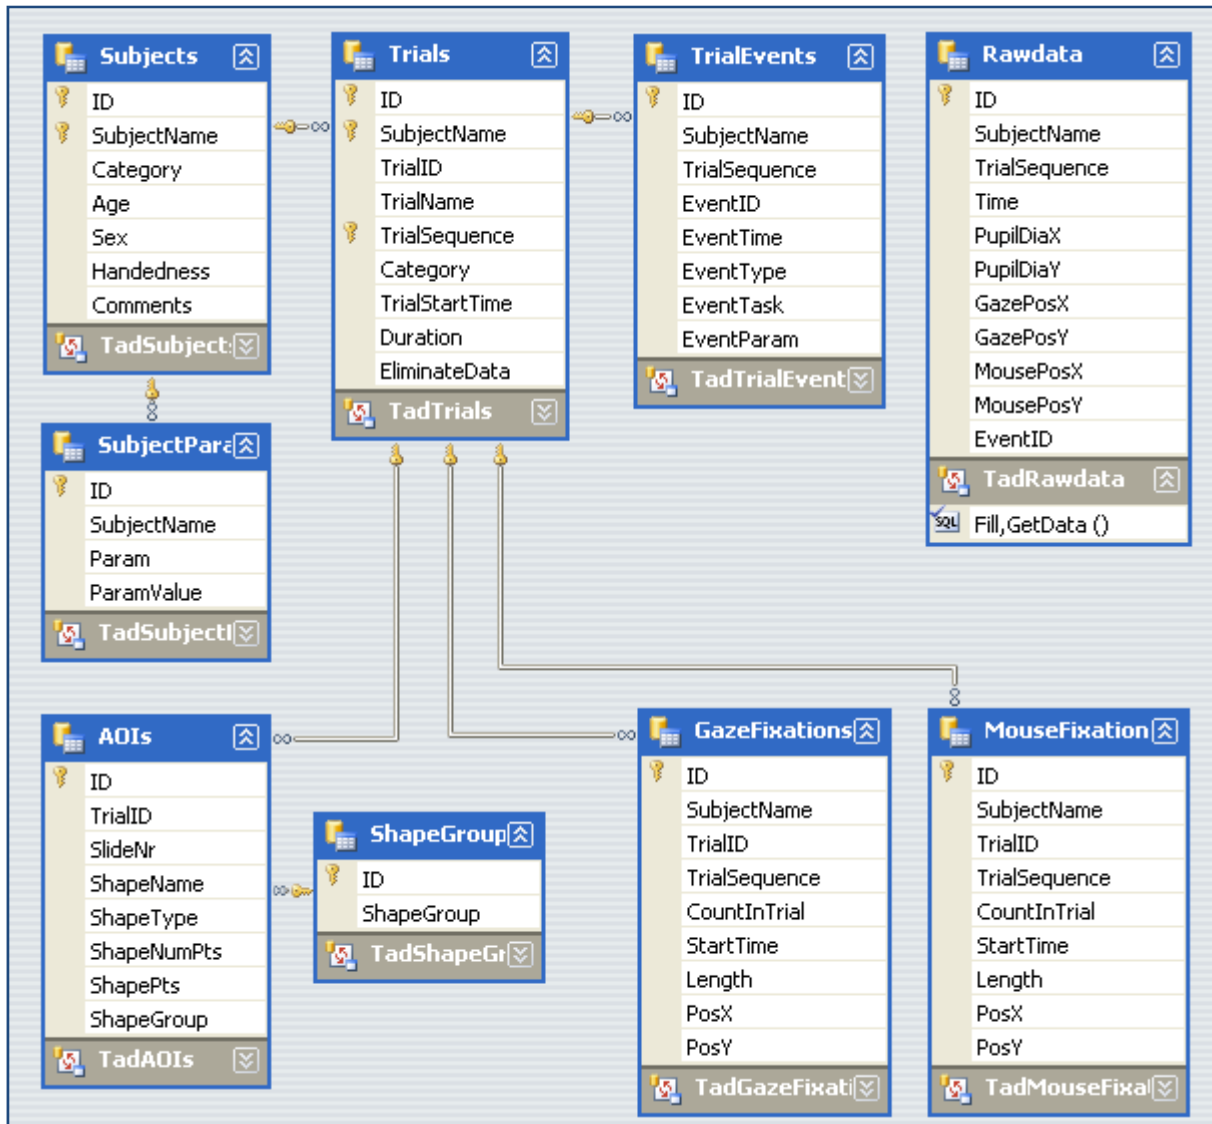 Subjects
ID
SubjectName
Category
Age
Sex
Handedness
Comments
TadSubject
Trials
ID
SubjectName
TrialID
TrialName
TrialSequence
Category
TrialStartTime
Duration
EliminateData
TadTrials
TrialEvents
ID
SubjectName
TrialSequence
EventID
EventTime
EventType
EventTask
EventParam
TadTrialEvent
Rawdata
ID
SubjectName
TrialSequence
Time
PupilDiaX
PupilDiaY
GazePosX
GazePosY
MousePosX
MousePosY
EventID
TadRawdata
SQL Fill,GetData ()
SubjectPara
ID
SubjectName
Param
ParamValue
TadSubjectI
AOIs
ID
TrialID
SlideNr
ShapeName
ShapeType
ShapeNumPts
ShapePts
ShapeGroup
TadAOIs
ShapeGroup
ID
ShapeGroup
TadShapeGr
GazeFixations
ID
SubjectName
TrialID
TrialSequence
CountInTrial
StartTime
Length
PosX
PosY
TadGazeFixati
MouseFixation
ID
SubjectName
TrialID
TrialSequence
CountInTrial
StartTime
Length
PosX
PosY
TadMouseFixa